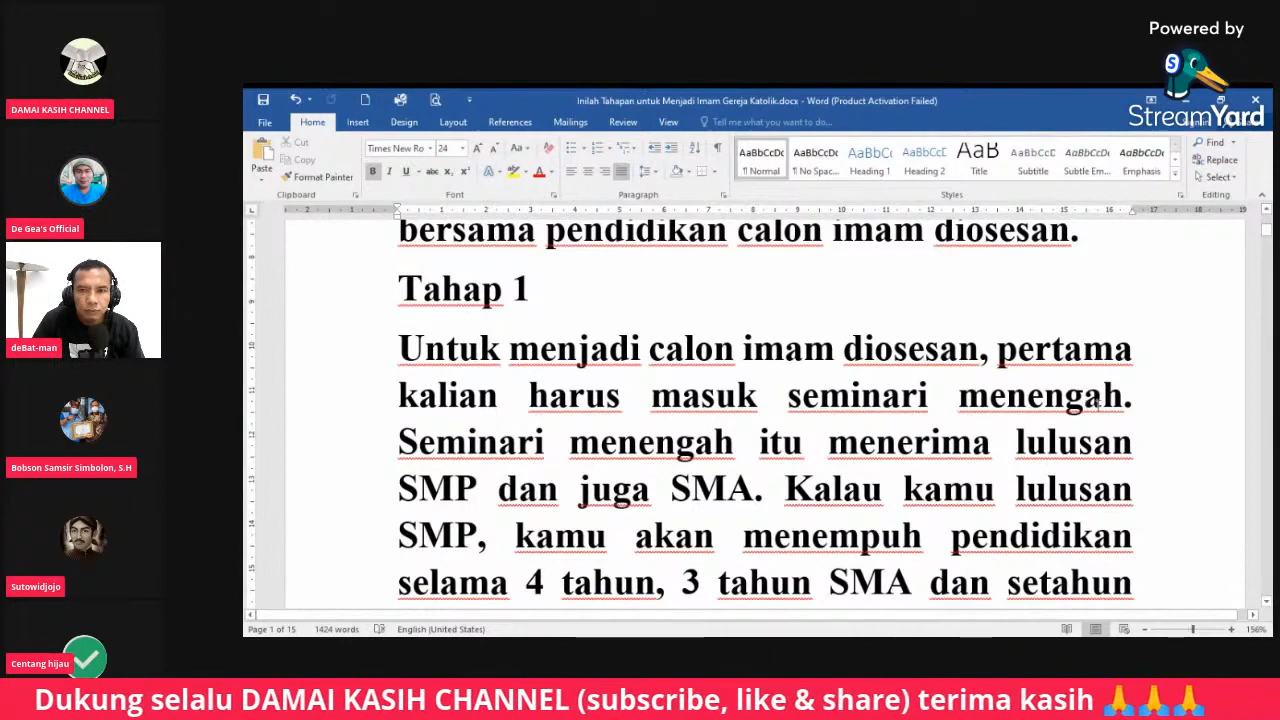 Powered by
StreamYard
DAMAI KASIH CHANNEL
De Gea's Official
deBat-man
Bobson Samsir Simbolon, S.H
Sutowidjojo
Centang hijau
Inilah Tahapan untuk Menjadi Imam Gereja Katolik.docx - Word (Product Activation Failed)
File Home Insert Design Layout References Mailings Review View Tell me what you want to do...
Paste
Cut
Copy
Format Painter
Clipboard
Times New Ro 24
Font
Paragraph
AaBbCcDc AaBbCcDc AaBbCc AaBbCcD AaB AaBbCcD AaBbCcDc AaBbCcDc
¶ Normal ¶ No Spac... Heading 1 Heading 2 Title Subtitle Subtle Em... Emphasis
Styles
Find
Replace
Select
Editing
bersama pendidikan calon imam diosesan.
Tahap 1
Untuk menjadi calon imam diosesan, pertama
kalian harus masuk seminari menengah.
Seminari menengah itu menerima lulusan
SMP dan juga SMA. Kalau kamu lulusan
SMP, kamu akan menempuh pendidikan
selama 4 tahun, 3 tahun SMA dan setahun
Page 1 of 15 1424 words English (United States) 156%
Dukung selalu DAMAI KASIH CHANNEL (subscribe, like & share) terima kasih 🙏🙏🙏